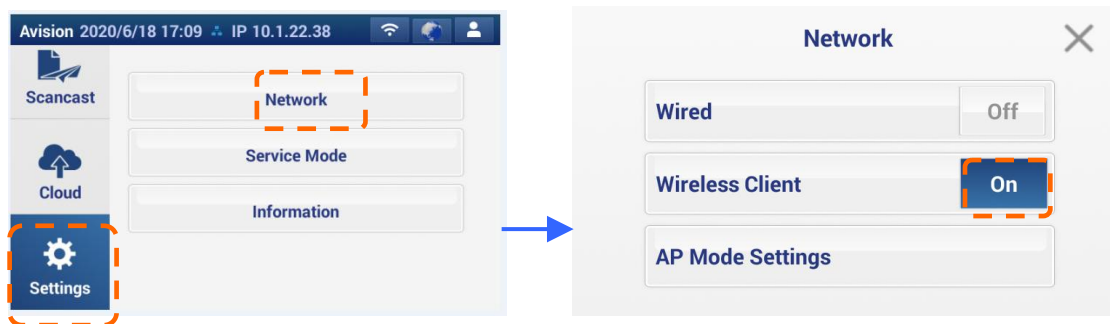 Avision 2020/6/18 17:09 IP 10.1.22.38
Scancast
Cloud
Settings
Network
Service Mode
Information
Network
Wired Off
Wireless Client On
AP Mode Settings